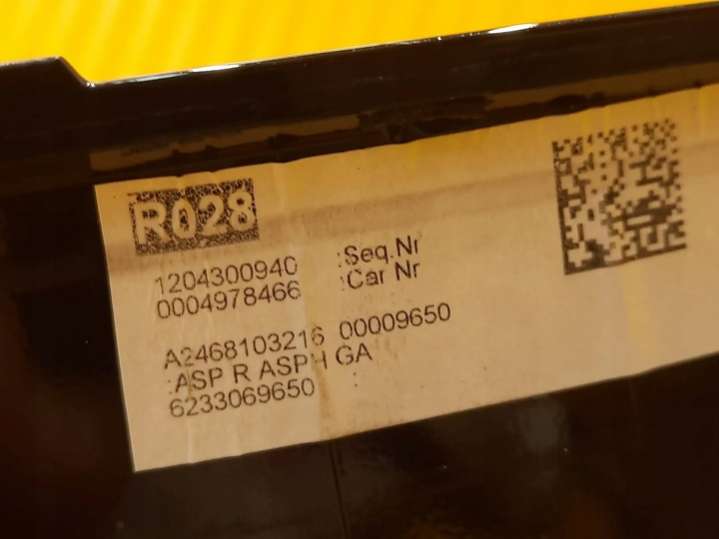 R028
1204300940 :Seq.Nr
0004978466 :Car Nr
A2468103216 00009650
:ASP R ASPH GA
6233069650 :